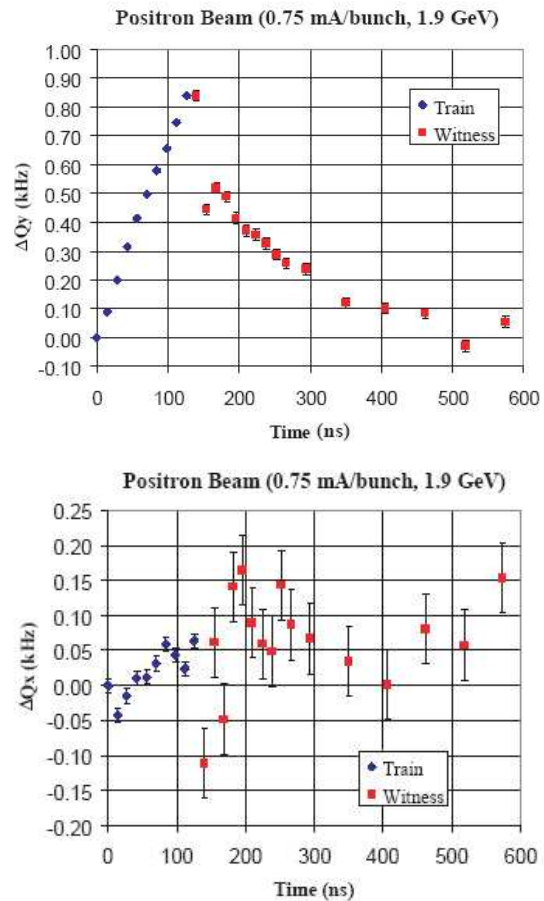 Positron Beam (0.75 mA/bunch, 1.9 GeV)
1.00
0.90
0.80
0.70
0.60
0.50
0.40
0.30
0.20
0.10
0.00
-0.10
ΔQy (kHz)
Train
Witness
0 100 200 300 400 500 600
Time (ns)
Positron Beam (0.75 mA/bunch, 1.9 GeV)
0.25
0.20
0.15
0.10
0.05
0.00
-0.05
-0.10
-0.15
-0.20
ΔQx (kHz)
Train
Witness
0 100 200 300 400 500 600
Time (ns)